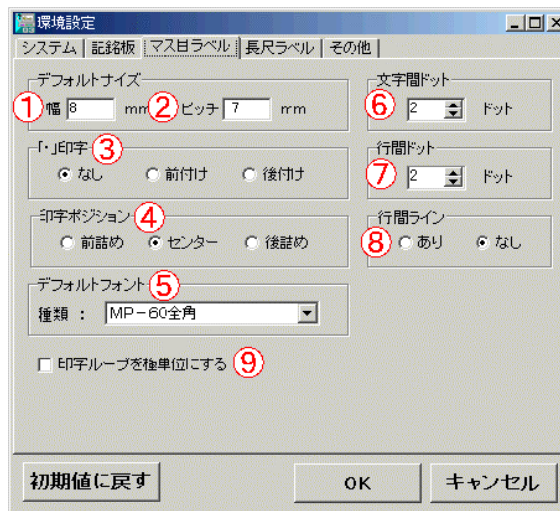 環境設定
システム 記銘板 マス目ラベル 長尺ラベル その他
デフォルトサイズ
① 幅 8 mm ② ピッチ 7 mm
文字間ドット
⑥ 2 ドット
「・」印字 ③
なし 前付け 後付け
行間ドット
⑦ 2 ドット
印字ポジション ④
前詰め センター 後詰め
行間ライン
⑧ あり なし
デフォルトフォント ⑤
種類 : MP-60全角
印字ループを極単位にする ⑨
初期値に戻す OK キャンセル